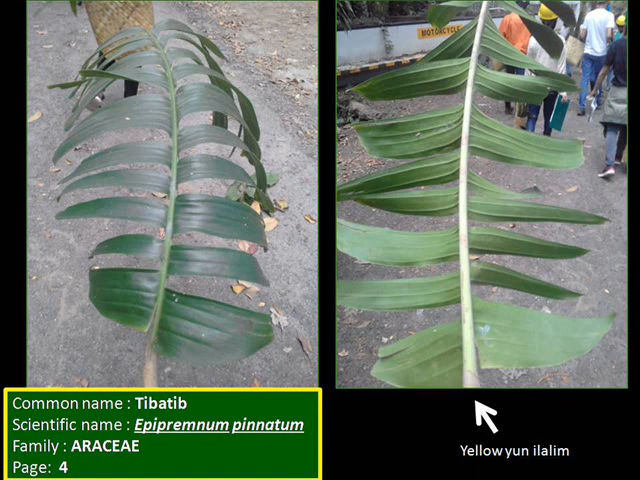 MOTORCYCLE
Common name : Tibatib
Scientific name : Epipremnum pinnatum
Family : ARACEAE
Page: 4
Yellow yun ilalim